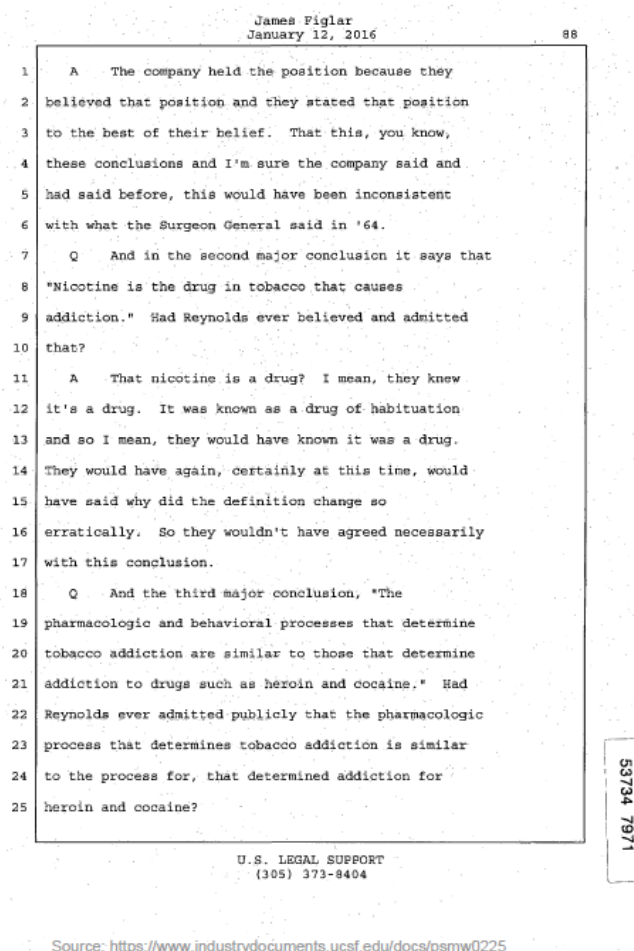 James Figlar
January 12, 2016 88
1 A The company held the position because they
2 believed that position and they stated that position
3 to the best of their belief. That this, you know,
4 these conclusions and I'm sure the company said and
5 had said before, this would have been inconsistent
6 with what the Surgeon General said in '64.
7 Q And in the second major conclusion it says that
8 "Nicotine is the drug in tobacco that causes
9 addiction." Had Reynolds ever believed and admitted
10 that?
11 A That nicotine is a drug? I mean, they knew
12 it's a drug. It was known as a drug of habituation
13 and so I mean, they would have known it was a drug.
14 They would have again, certainly at this time, would
15 have said why did the definition change so
16 erratically. So they wouldn't have agreed necessarily
17 with this conclusion.
18 Q And the third major conclusion, "The
19 pharmacologic and behavioral processes that determine
20 tobacco addiction are similar to those that determine
21 addiction to drugs such as heroin and cocaine." Had
22 Reynolds ever admitted publicly that the pharmacologic
23 process that determines tobacco addiction is similar
24 to the process for, that determined addiction for
25 heroin and cocaine?
53734 7971
U.S. LEGAL SUPPORT
(305) 373-8404
Source: https://www.industrydocuments.ucsf.edu/docs/psmw0225